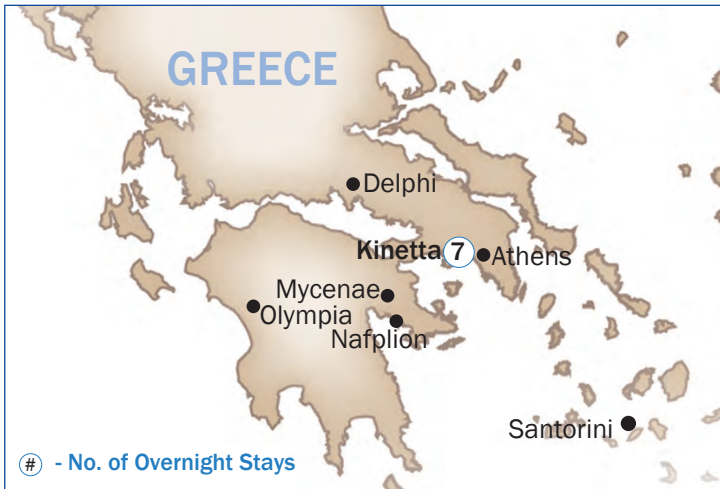 GREECE
Delphi
Kinetta 7
Athens
Mycenae
Olympia
Nafplion
Santorini
# - No. of Overnight Stays